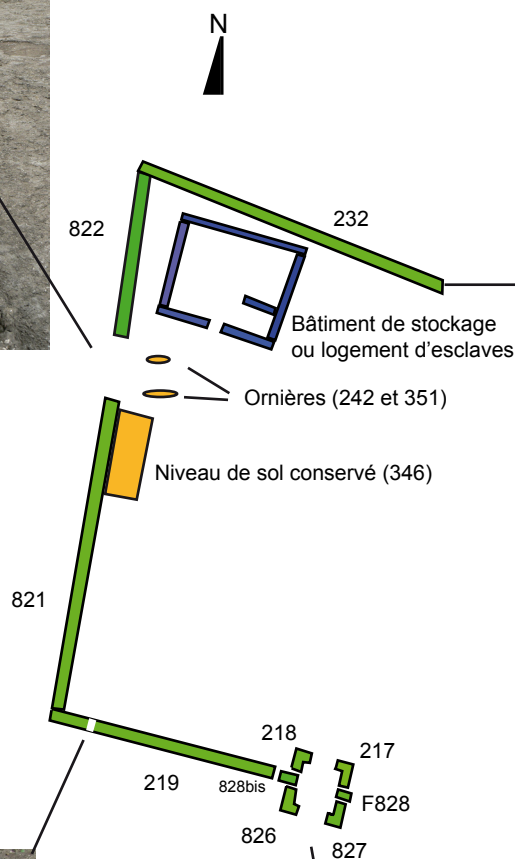 N
232
822
Bâtiment de stockage
ou logement d'esclaves
Ornières (242 et 351)
Niveau de sol conservé (346)
821
218
217
219
828bis
F828
826
827